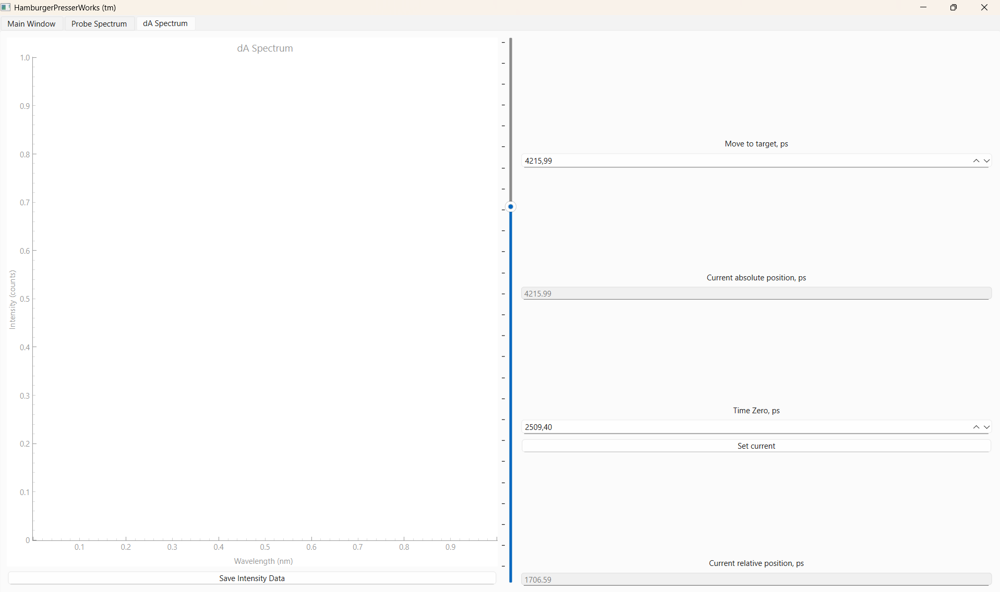 HamburgerPresserWorks (tm)
Main Window
Probe Spectrum
dA Spectrum
dA Spectrum
1.0
0.9
0.8
0.7
0.6
0.5
0.4
0.3
0.2
0.1
0
Intensity (counts)
0.1 0.2 0.3 0.4 0.5 0.6 0.7 0.8 0.9
Wavelength (nm)
Save Intensity Data
Move to target, ps
4215,99
Current absolute position, ps
4215.99
Time Zero, ps
2509,40
Set current
Current relative position, ps
1706.59